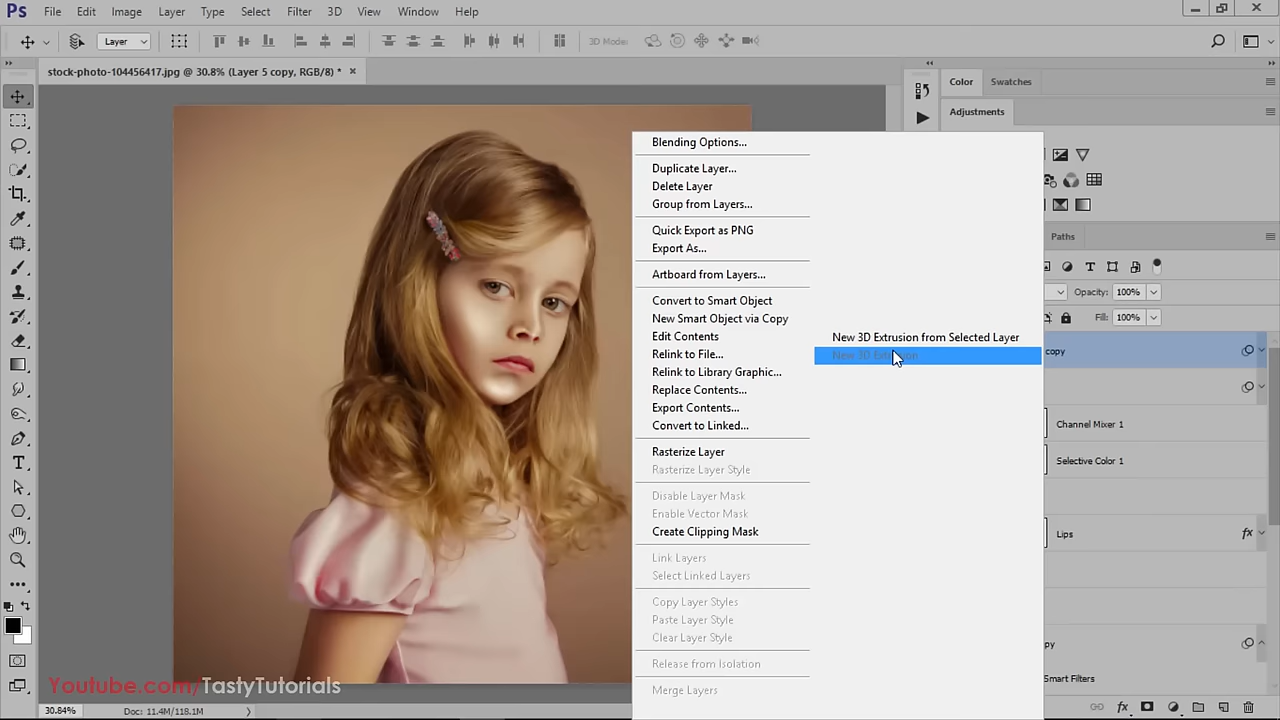 Ps File Edit Image Layer Type Select Filter 3D View Window Help
Layer 3D Mode:
stock-photo-104456417.jpg @ 30.8% (Layer 5 copy, RGB/8) *
Color Swatches
Adjustments
Paths
Opacity: 100%
Fill: 100%
copy
Channel Mixer 1
Selective Color 1
Lips fx
py
Smart Filters
fx
Blending Options...
Duplicate Layer...
Delete Layer
Group from Layers...
Quick Export as PNG
Export As...
Artboard from Layers...
Convert to Smart Object
New Smart Object via Copy
Edit Contents
Relink to File...
Relink to Library Graphic...
Replace Contents...
Export Contents...
Convert to Linked...
Rasterize Layer
Rasterize Layer Style
Disable Layer Mask
Enable Vector Mask
Create Clipping Mask
Link Layers
Select Linked Layers
Copy Layer Styles
Paste Layer Style
Clear Layer Style
Release from Isolation
Merge Layers
New 3D Extrusion from Selected Layer
New 3D Extrusion
Youtube.com/TastyTutorials
30.84% Doc: 11.4M/118.1M